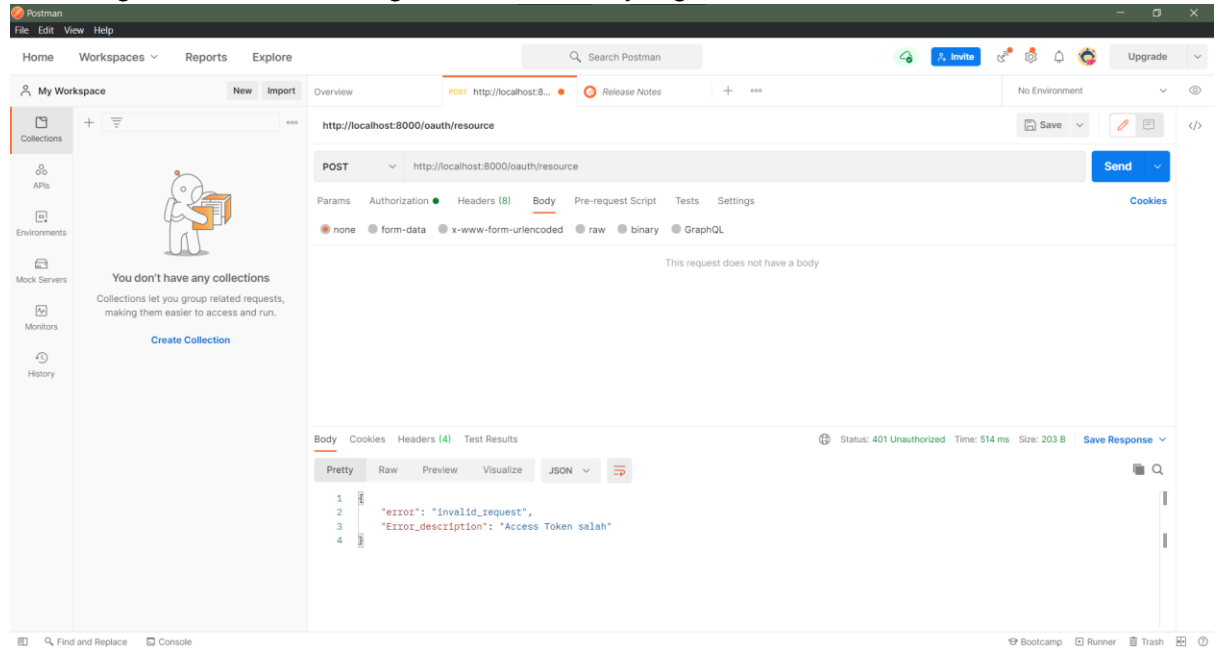 Postman
File Edit View Help
Home Workspaces Reports Explore Search Postman Invite Upgrade
My Workspace New Import Overview POST http://localhost:8... Release Notes No Environment
Collections
http://localhost:8000/oauth/resource Save
APIs
POST http://localhost:8000/oauth/resource Send
Params Authorization Headers (8) Body Pre-request Script Tests Settings Cookies
Environments
none form-data x-www-form-urlencoded raw binary GraphQL
This request does not have a body
Mock Servers
You don't have any collections
Collections let you group related requests,
making them easier to access and run.
Monitors
Create Collection
History
Body Cookies Headers (4) Test Results Status: 401 Unauthorized Time: 514 ms Size: 203 B Save Response
Pretty Raw Preview Visualize JSON
1 {
2 "error": "invalid_request",
3 "Error_description": "Access Token salah"
4 }
Find and Replace Console Bootcamp Runner Trash